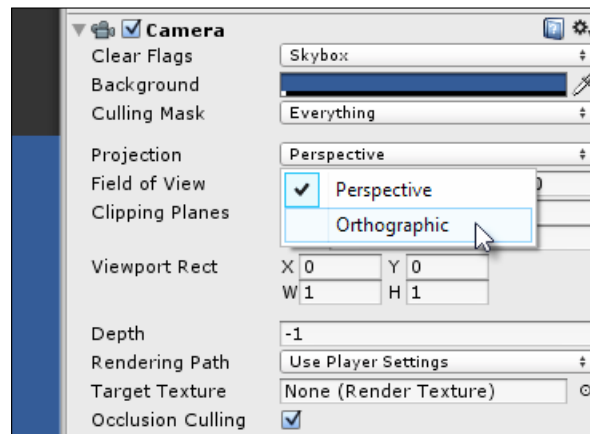 Camera
Clear Flags Skybox
Background
Culling Mask Everything
Projection Perspective
Field of View
Perspective
Clipping Planes
Orthographic
Viewport Rect X 0 Y 0
W 1 H 1
Depth -1
Rendering Path Use Player Settings
Target Texture None (Render Texture)
Occlusion Culling